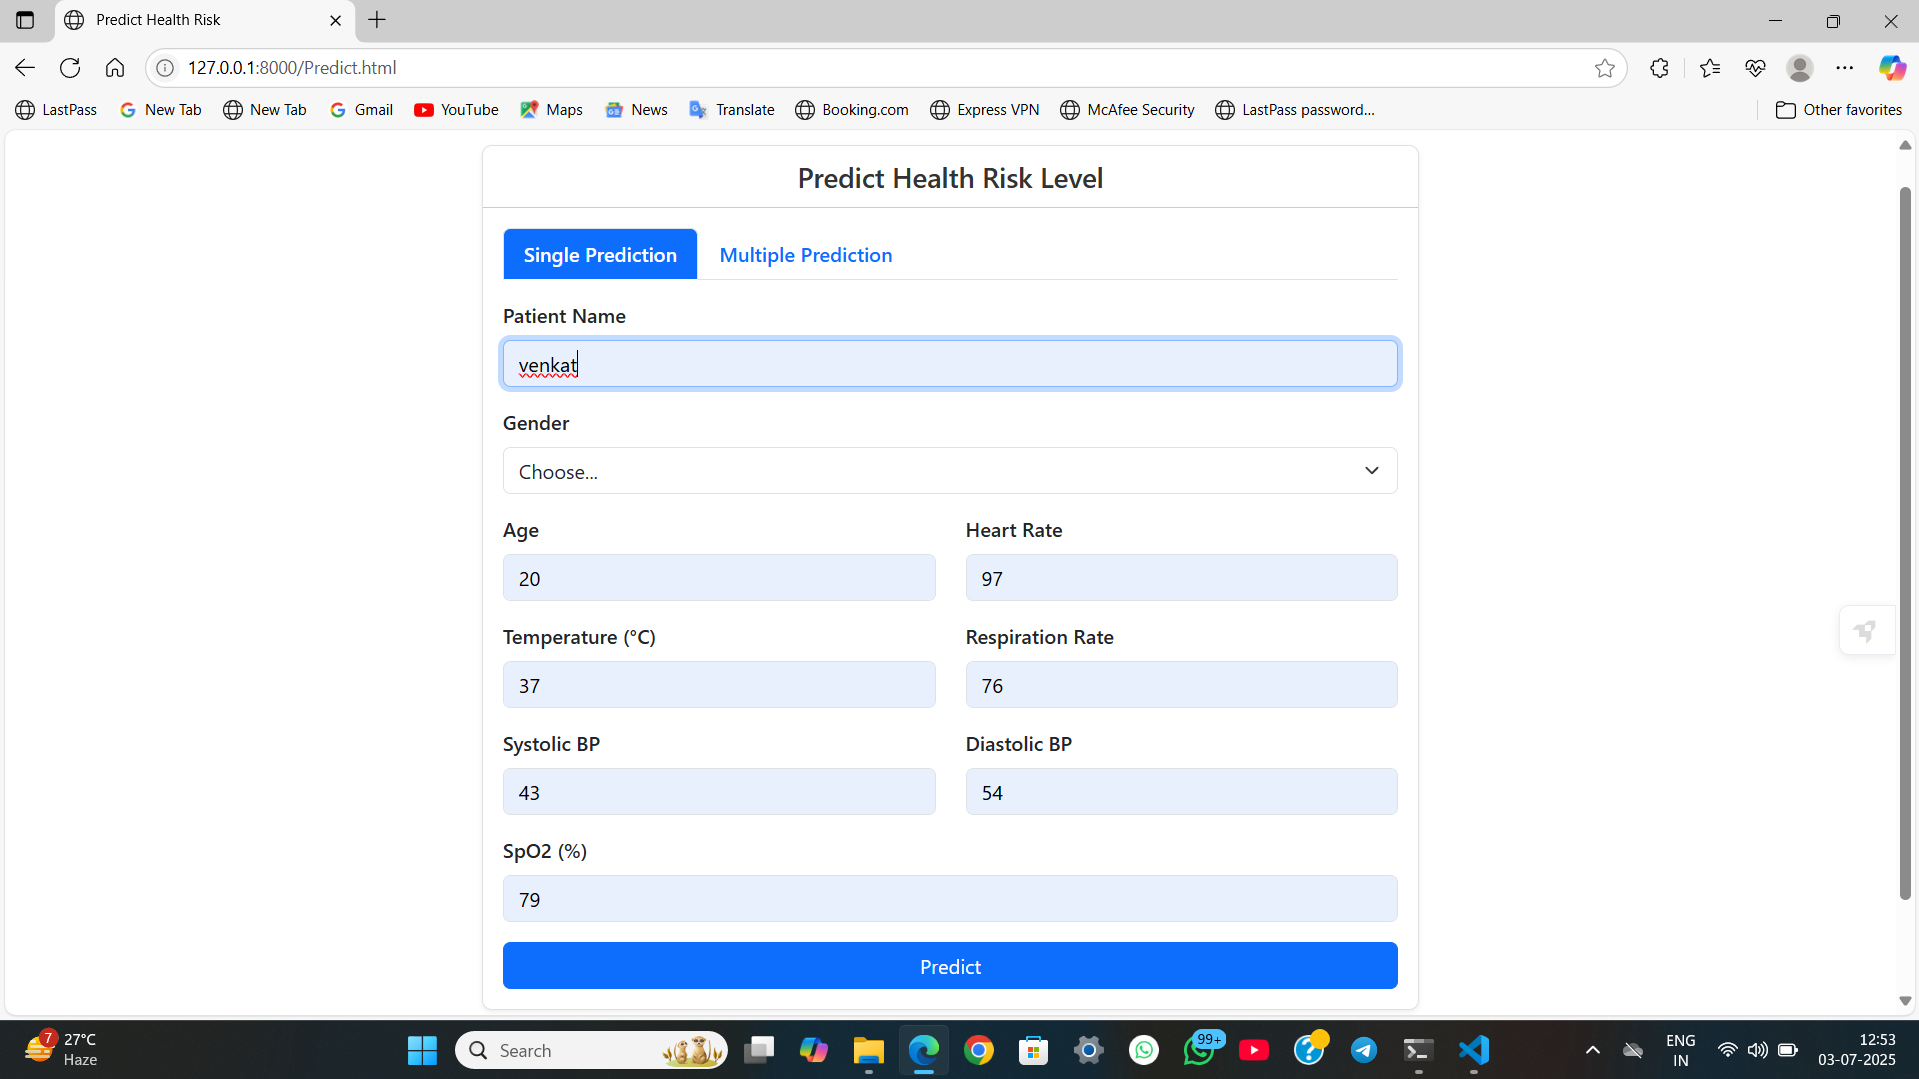 Predict Health Risk
127.0.0.1:8000/Predict.html
LastPass New Tab New Tab Gmail YouTube Maps News Translate Booking.com Express VPN McAfee Security LastPass password... Other favorites
Predict Health Risk Level
Single Prediction Multiple Prediction
Patient Name
venkat
Gender
Choose...
Age Heart Rate
20 97
Temperature (°C) Respiration Rate
37 76
Systolic BP Diastolic BP
43 54
SpO2 (%)
79
Predict
7 27°C
Haze
Search
99+
ENG
IN
12:53
03-07-2025